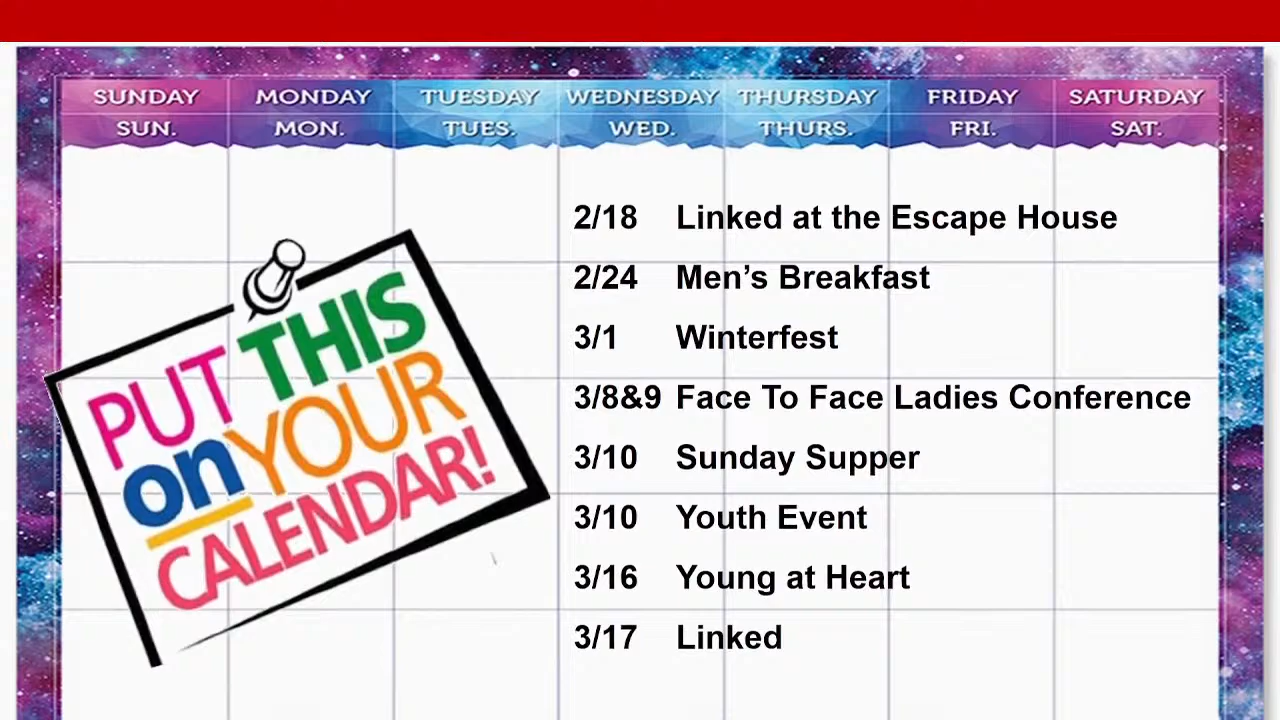 SUNDAY MONDAY TUESDAY WEDNESDAY THURSDAY FRIDAY SATURDAY
SUN. MON. TUES. WED. THURS. FRI. SAT.
PUT THIS
on YOUR
CALENDAR!
2/18 Linked at the Escape House
2/24 Men’s Breakfast
3/1 Winterfest
3/8&9 Face To Face Ladies Conference
3/10 Sunday Supper
3/10 Youth Event
3/16 Young at Heart
3/17 Linked